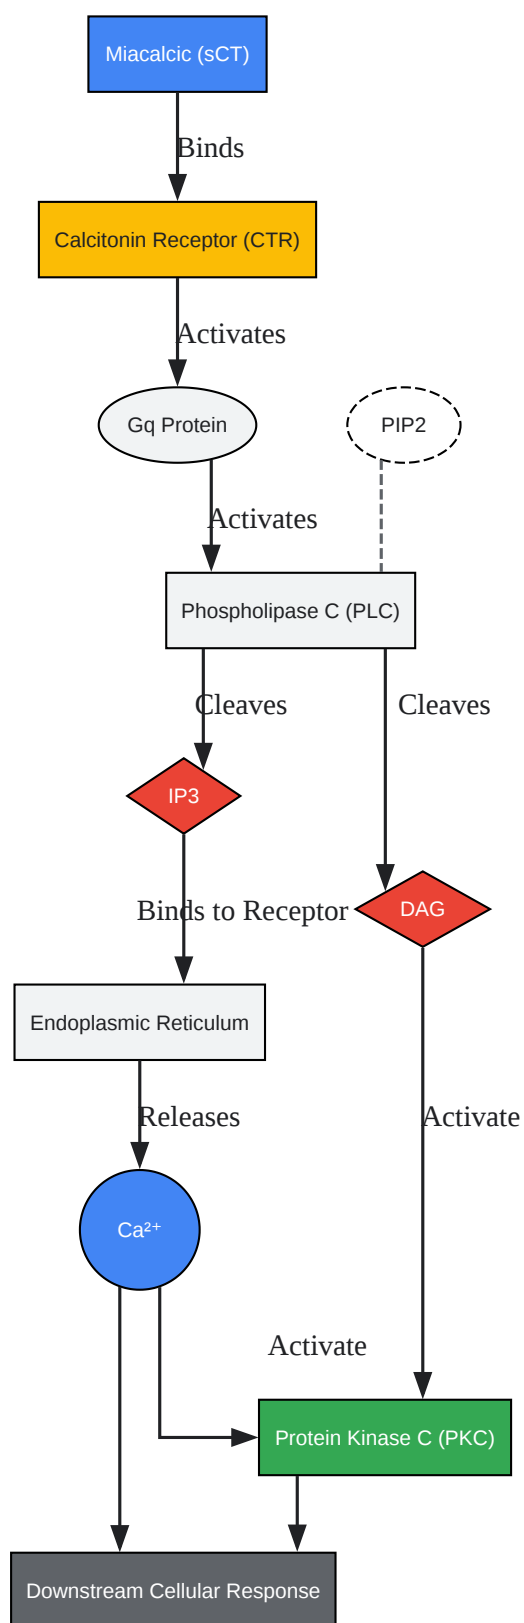 Miacalcic (sCT)
Binds
Calcitonin Receptor (CTR)
Activates
Gq Protein
PIP2
Activates
Phospholipase C (PLC)
Cleaves
Cleaves
IP3
DAG
Binds to Receptor
Endoplasmic Reticulum
Releases
Activate
Ca²⁺
Activate
Protein Kinase C (PKC)
Downstream Cellular Response